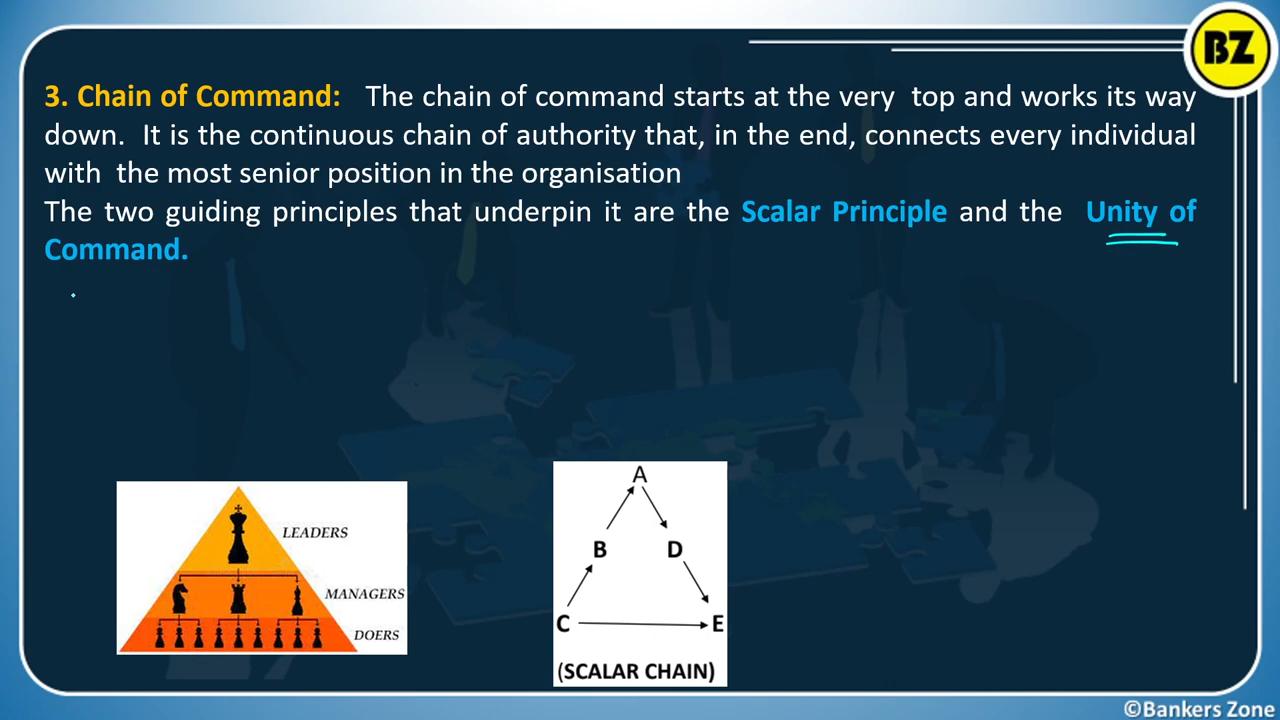 BZ
3. Chain of Command: The chain of command starts at the very top and works its way
down. It is the continuous chain of authority that, in the end, connects every individual
with the most senior position in the organisation
The two guiding principles that underpin it are the Scalar Principle and the Unity of
Command.
LEADERS
MANAGERS
DOERS
A
B D
C E
(SCALAR CHAIN)
©Bankers Zone